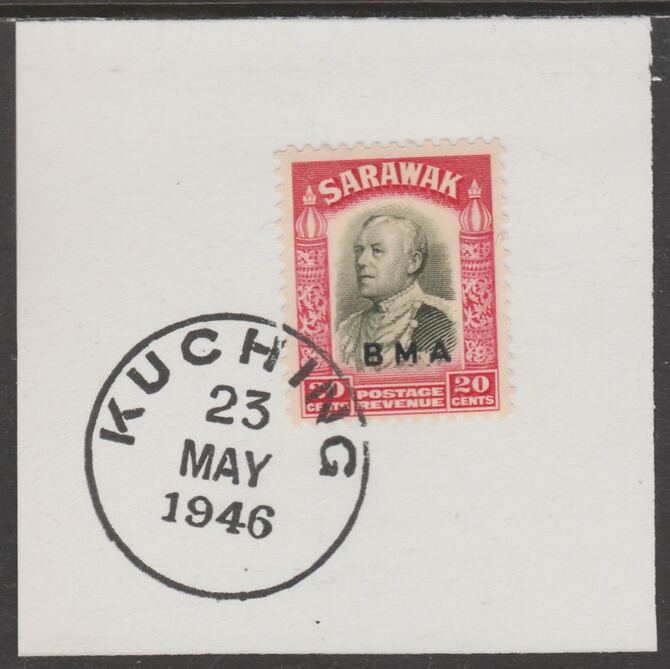 SARAWAK
BMA
20 CENTS POSTAGE REVENUE 20 CENTS
KUCHING
23
MAY
1946